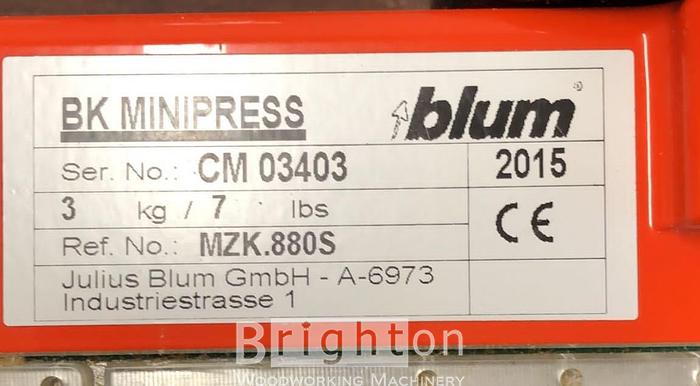 BK MINIPRESS
blum®
Ser. No.: CM 03403
2015
3 kg / 7 lbs
CE
Ref. No.: MZK.880S
Julius Blum GmbH - A-6973
Industriestrasse 1
Brighton
WOODWORKING MACHINERY